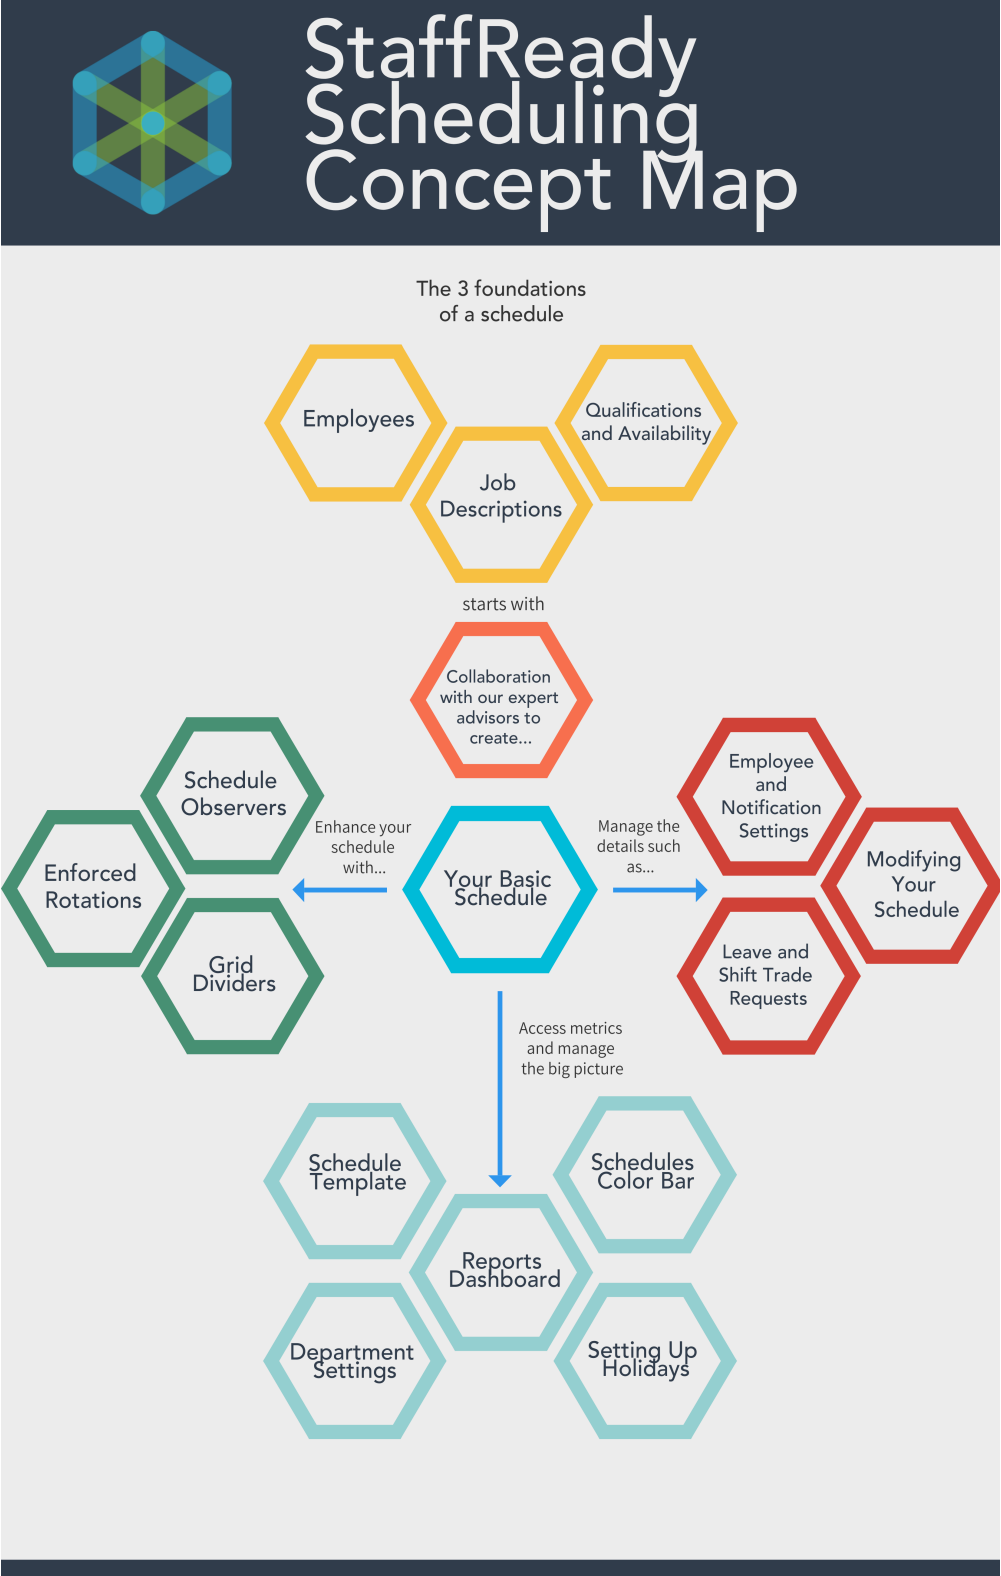 StaffReady
Scheduling
Concept Map
The 3 foundations
of a schedule
Employees
Qualifications
and Availability
Job
Descriptions
starts with
Collaboration
with our expert
advisors to
create...
Schedule
Observers
Enforced
Rotations
Grid
Dividers
Enhance your
schedule
with...
Your Basic
Schedule
Manage the
details such
as...
Employee
and
Notification
Settings
Modifying
Your
Schedule
Leave and
Shift Trade
Requests
Access metrics
and manage
the big picture
Schedule
Template
Schedules
Color Bar
Reports
Dashboard
Department
Settings
Setting Up
Holidays